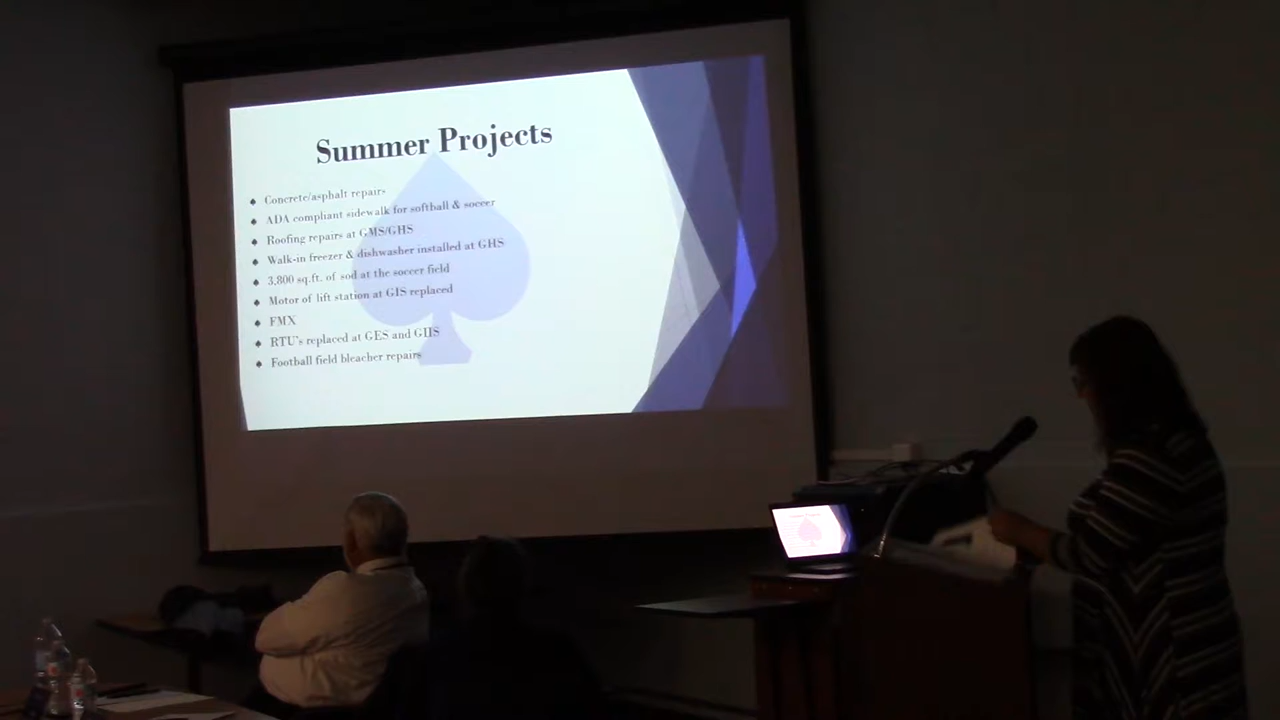 Summer Projects
Concrete/asphalt repairs
ADA compliant sidewalk for softball & soccer
Roofing repairs at GMS/GHS
Walk-in freezer & dishwasher installed at GHS
3,800 sq.ft. of sod at the soccer field
Motor of lift station at GIS replaced
FMX
RTU's replaced at GES and GHS
Football field bleacher repairs